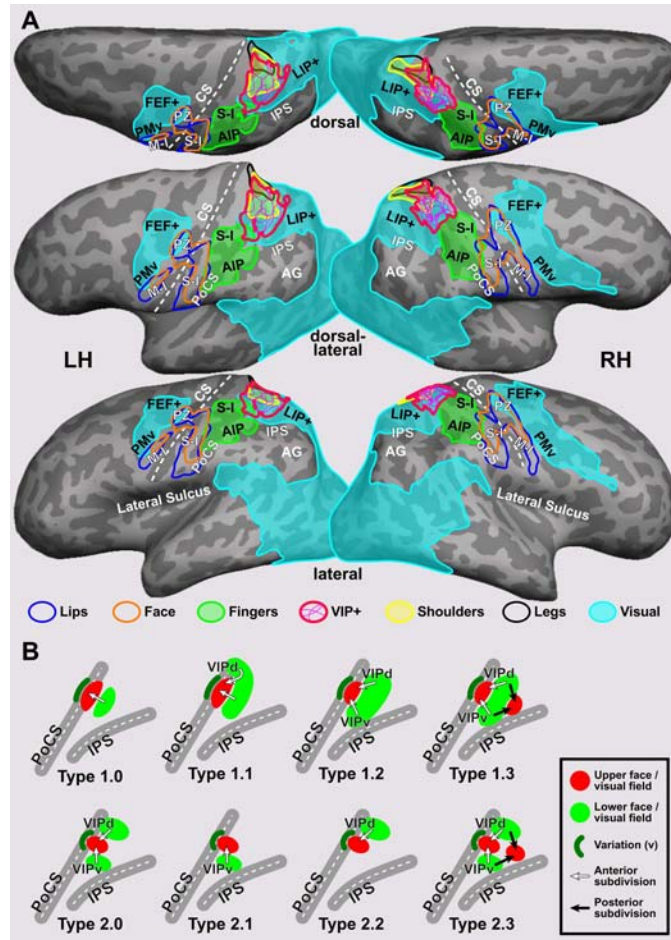 A
FEF+ CS LIP+ LIP+ CS FEF+
PZ S-I IPS IPS S-I PZ
PMv M-I S-I AIP dorsal AIP S-I M-I PMv
CS CS
FEF+ S-I LIP+ LIP+ S-I FEF+
PZ IPS IPS PZ
PMv M-I S-I AIP AG AG AIP S-I M-I PMv
PoCS PoCS
dorsal-
lateral
LH RH
CS CS
FEF+ PZ S-I LIP+ LIP+ S-I PZ FEF+
AIP IPS IPS AIP
PMv M-I S-I PoCS AG AG PoCS S-I M-I PMv
Lateral Sulcus Lateral Sulcus
lateral
Lips Face Fingers VIP+ Shoulders Legs Visual
B
PoCS IPS
Type 1.0
VIPd PoCS IPS
Type 1.1
VIPd VIPv PoCS IPS
Type 1.2
VIPd VIPv PoCS IPS
Type 1.3
VIPd VIPv PoCS IPS
Type 2.0
VIPv PoCS IPS
Type 2.1
VIPd PoCS IPS
Type 2.2
VIPd VIPv PoCS IPS
Type 2.3
Upper face /
visual field
Lower face /
visual field
Variation (v)
Anterior
subdivision
Posterior
subdivision